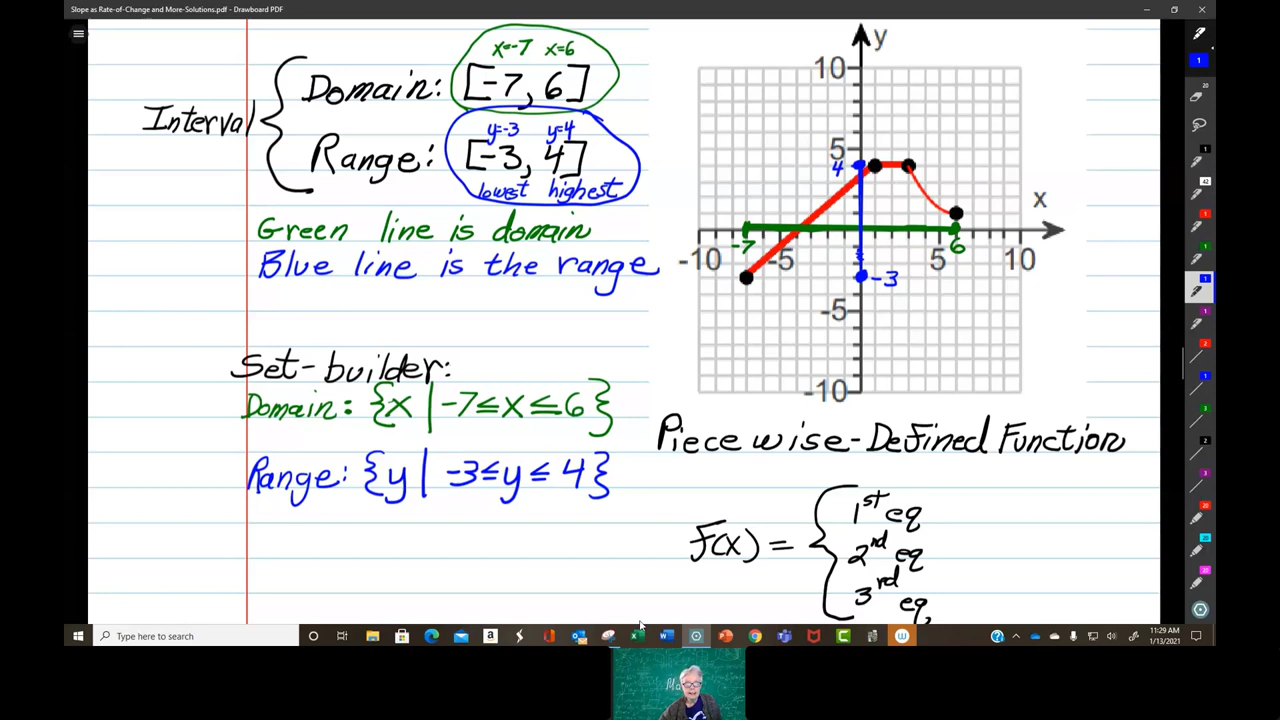 Slope as Rate-of-Change and More-Solutions.pdf - Drawboard PDF
x=-7 x=6
Domain: [-7, 6]
Interval
y=-3 y=4
Range: [-3, 4]
lowest highest
Green line is domain
Blue line is the range
Set-builder:
Domain: {x | -7≤x≤6}
Range: {y | -3≤y≤4}
y
10
5
4
x
-7
6
-10
-5
5
10
-3
-5
-10
Piecewise-Defined Function
f(x) = {
1st eq
2nd eq
3rd eq,
Type here to search
11:29 AM
1/13/2021